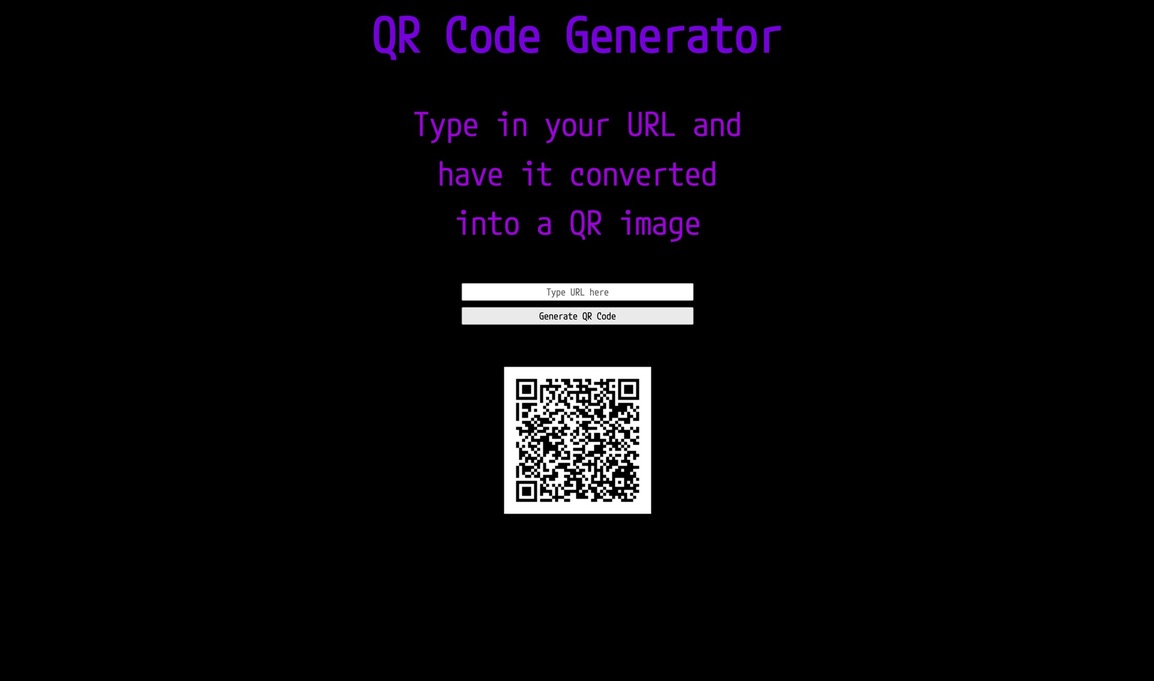 QR Code Generator
Type in your URL and
have it converted
into a QR image
Type URL here
Generate QR Code